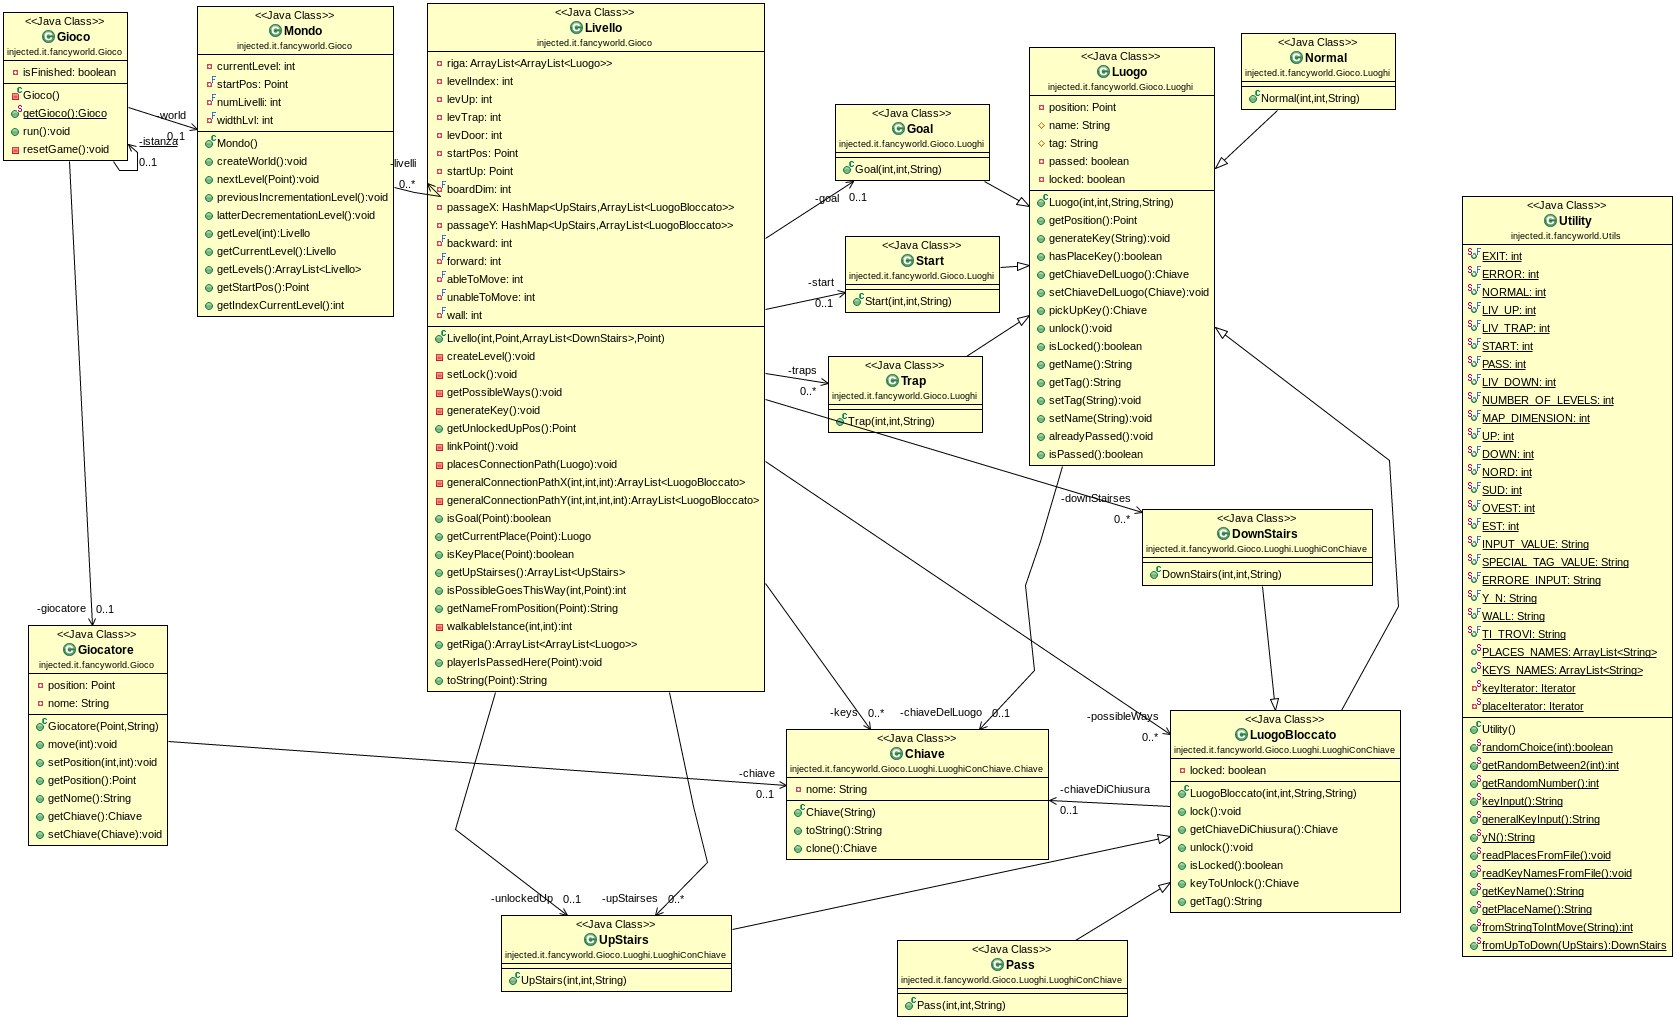 <<Java Class>>
Gioco
injected.it.fancyworld.Gioco
isFinished: boolean
Gioco()
getGioco():Gioco
run():void
resetGame():void
-world
0..1
-istanza
0..1
<<Java Class>>
Mondo
injected.it.fancyworld.Gioco
currentLevel: int
startPos: Point
numLivelli: int
widthLvl: int
Mondo()
createWorld():void
nextLevel(Point):void
previousIncrementationLevel():void
latterDecrementationLevel():void
getLevel(int):Livello
getCurrentLevel():Livello
getLevels():ArrayList<Livello>
getStartPos():Point
getIndexCurrentLevel():int
-livelli
0..*
<<Java Class>>
Livello
injected.it.fancyworld.Gioco
riga: ArrayList<ArrayList<Luogo>>
levelIndex: int
levUp: int
levTrap: int
levDoor: int
startPos: Point
startUp: Point
boardDim: int
passageX: HashMap<UpStairs,ArrayList<LuogoBloccato>>
passageY: HashMap<UpStairs,ArrayList<LuogoBloccato>>
backward: int
forward: int
ableToMove: int
unableToMove: int
wall: int
Livello(int,Point,ArrayList<DownStairs>,Point)
createLevel():void
setLock():void
getPossibleWays():void
generateKey():void
getUnlockedUpPos():Point
linkPoint():void
placesConnectionPath(Luogo):void
generalConnectionPathX(int,int,int):ArrayList<LuogoBloccato>
generalConnectionPathY(int,int,int,int):ArrayList<LuogoBloccato>
isGoal(Point):boolean
getCurrentPlace(Point):Luogo
isKeyPlace(Point):boolean
getUpStairses():ArrayList<UpStairs>
isPossibleGoesThisWay(int,Point):int
getNameFromPosition(Point):String
walkableIstance(int,int):int
getRiga():ArrayList<ArrayList<Luogo>>
playerIsPassedHere(Point):void
toString(Point):String
<<Java Class>>
Goal
injected.it.fancyworld.Gioco.Luoghi
Goal(int,int,String)
-goal
0..1
<<Java Class>>
Start
injected.it.fancyworld.Gioco.Luoghi
Start(int,int,String)
-start
0..1
<<Java Class>>
Trap
injected.it.fancyworld.Gioco.Luoghi
Trap(int,int,String)
-traps
0..*
<<Java Class>>
Luogo
injected.it.fancyworld.Gioco.Luoghi
position: Point
name: String
tag: String
passed: boolean
locked: boolean
Luogo(int,int,String,String)
getPosition():Point
generateKey(String):void
hasPlaceKey():boolean
getChiaveDelLuogo():Chiave
setChiaveDelLuogo(Chiave):void
pickUpKey():Chiave
unlock():void
isLocked():boolean
getName():String
getTag():String
setTag(String):void
setName(String):void
alreadyPassed():void
isPassed():boolean
<<Java Class>>
Normal
injected.it.fancyworld.Gioco.Luoghi
Normal(int,int,String)
<<Java Class>>
Utility
injected.it.fancyworld.Utils
EXIT: int
ERROR: int
NORMAL: int
LIV_UP: int
LIV_TRAP: int
START: int
PASS: int
LIV_DOWN: int
NUMBER_OF_LEVELS: int
MAP_DIMENSION: int
UP: int
DOWN: int
NORD: int
SUD: int
OVEST: int
EST: int
INPUT_VALUE: String
SPECIAL_TAG_VALUE: String
ERRORE_INPUT: String
Y_N: String
WALL: String
TI_TROVI: String
PLACES_NAMES: ArrayList<String>
KEYS_NAMES: ArrayList<String>
keyIterator: Iterator
placeIterator: Iterator
Utility()
randomChoice(int):boolean
getRandomBetween2(int):int
getRandomNumber():int
keyInput():String
generalKeyInput():String
yN():String
readPlacesFromFile():void
readKeyNamesFromFile():void
getKeyName():String
getPlaceName():String
fromStringToIntMove(String):int
fromUpToDown(UpStairs):DownStairs
-downStairses
0..*
<<Java Class>>
DownStairs
injected.it.fancyworld.Gioco.Luoghi.LuoghiConChiave
DownStairs(int,int,String)
-giocatore
0..1
<<Java Class>>
Giocatore
injected.it.fancyworld.Gioco
position: Point
nome: String
Giocatore(Point,String)
move(int):void
setPosition(int,int):void
getPosition():Point
getNome():String
getChiave():Chiave
setChiave(Chiave):void
-chiave
0..1
-keys
0..*
-chiaveDelLuogo
0..1
<<Java Class>>
Chiave
injected.it.fancyworld.Gioco.Luoghi.LuoghiConChiave.Chiave
nome: String
Chiave(String)
toString():String
clone():Chiave
-possibleWays
0..*
-chiaveDiChiusura
0..1
<<Java Class>>
LuogoBloccato
injected.it.fancyworld.Gioco.Luoghi.LuoghiConChiave
locked: boolean
LuogoBloccato(int,int,String,String)
lock():void
getChiaveDiChiusura():Chiave
unlock():void
isLocked():boolean
keyToUnlock():Chiave
getTag():String
-unlockedUp
0..1
-upStairses
0..*
<<Java Class>>
UpStairs
injected.it.fancyworld.Gioco.Luoghi.LuoghiConChiave
UpStairs(int,int,String)
<<Java Class>>
Pass
injected.it.fancyworld.Gioco.Luoghi.LuoghiConChiave
Pass(int,int,String)